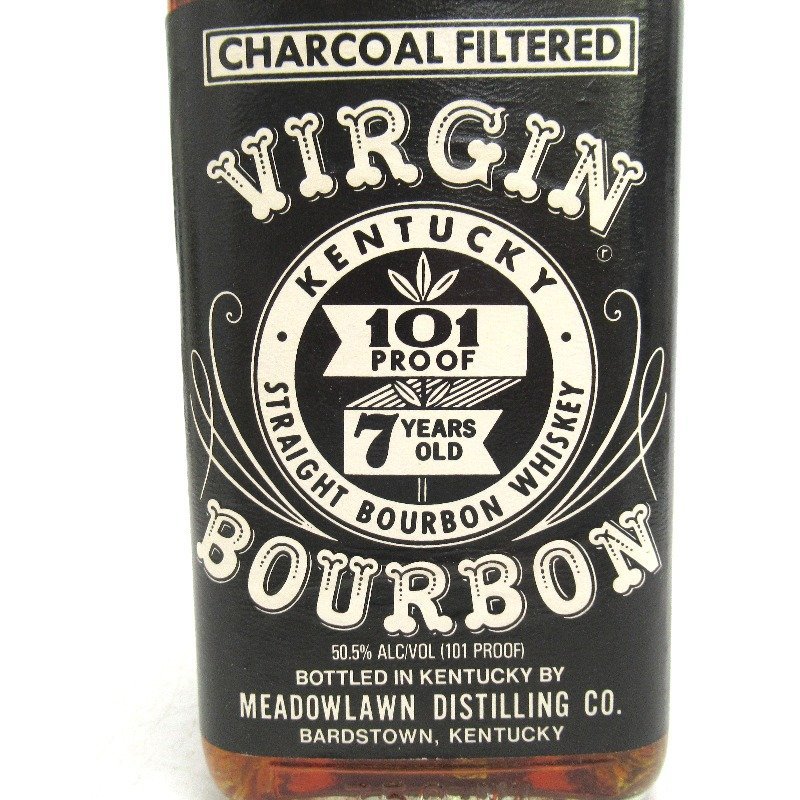 CHARCOAL FILTERED
VIRGIN
r
KENTUCKY
101
PROOF
7 YEARS
OLD
STRAIGHT BOURBON WHISKEY
BOURBON
50.5% ALC/VOL (101 PROOF)
BOTTLED IN KENTUCKY BY
MEADOWLAWN DISTILLING CO.
BARDSTOWN, KENTUCKY